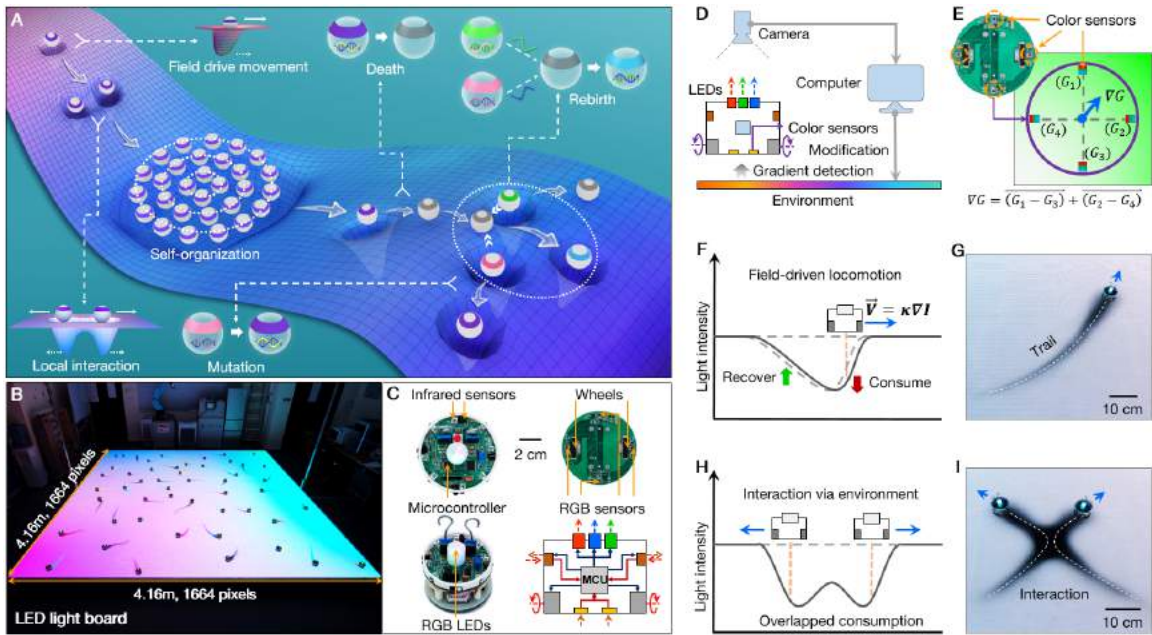 A
Field drive movement
Death
Rebirth
Self-organization
Local interaction
Mutation
B
4.16m, 1664 pixels
4.16m, 1664 pixels
LED light board
C
Infrared sensors
Wheels
2 cm
Microcontroller
RGB sensors
MCU
RGB LEDs
D
Camera
Computer
LEDs
Color sensors
Modification
Gradient detection
Environment
E
Color sensors
(G₁)
∇G
(G₄)
(G₂)
(G₃)
∇G = (G₁ − G₃) + (G₂ − G₄)
F
Field-driven locomotion
V = κ∇I
Light intensity
Recover
Consume
G
Trail
10 cm
H
Interaction via environment
Light intensity
Overlapped consumption
I
Interaction
10 cm